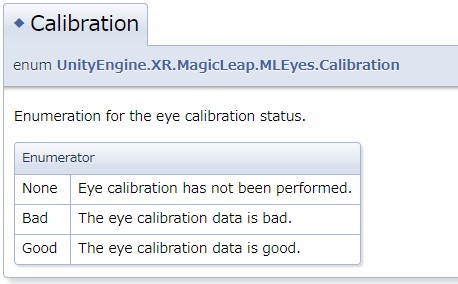 Calibration
enum UnityEngine.XR.MagicLeap.MLEyes.Calibration
Enumeration for the eye calibration status.
Enumerator
None Eye calibration has not been performed.
Bad The eye calibration data is bad.
Good The eye calibration data is good.